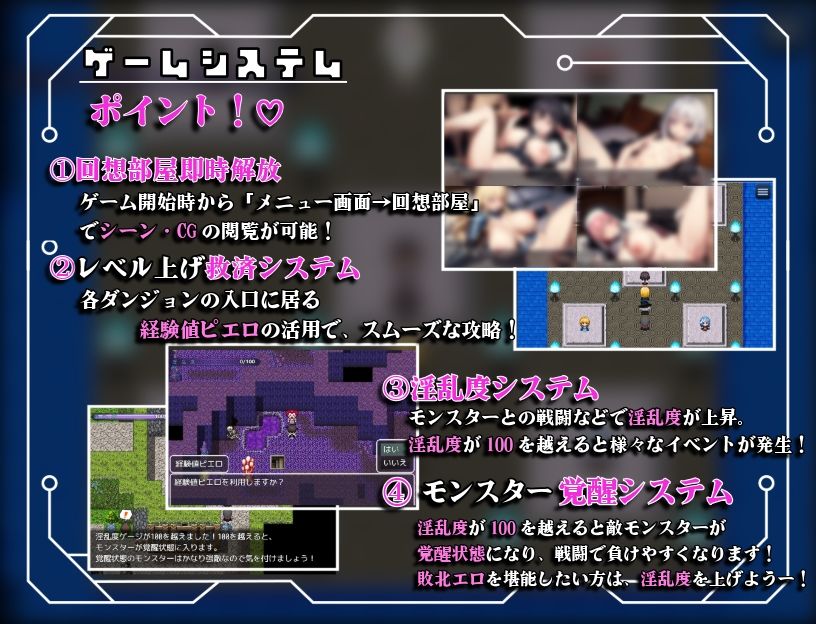 ゲームシステム
ポイント！♡
①回想部屋即時解放
ゲーム開始時から「メニュー画面→回想部屋」
でシーン・CGの閲覧が可能！
②レベル上げ救済システム
各ダンジョンの入口に居る
経験値ピエロの活用で、スムーズな攻略！
0/100
経験値ピエロ
はい
いいえ
経験値ピエロを利用しますか？
③淫乱度システム
モンスターとの戦闘などで淫乱度が上昇。
淫乱度が100を越えると様々なイベントが発生！
④モンスター覚醒システム
淫乱度が100を越えると敵モンスターが
覚醒状態になり、戦闘で負けやすくなります！
敗北エロを堪能したい方は、淫乱度を上げようー！
淫乱度ゲージが100を越えました！100を越えると、
モンスターが覚醒状態に入ります。
覚醒状態のモンスターはかなり強敵なので気を付けましょう！